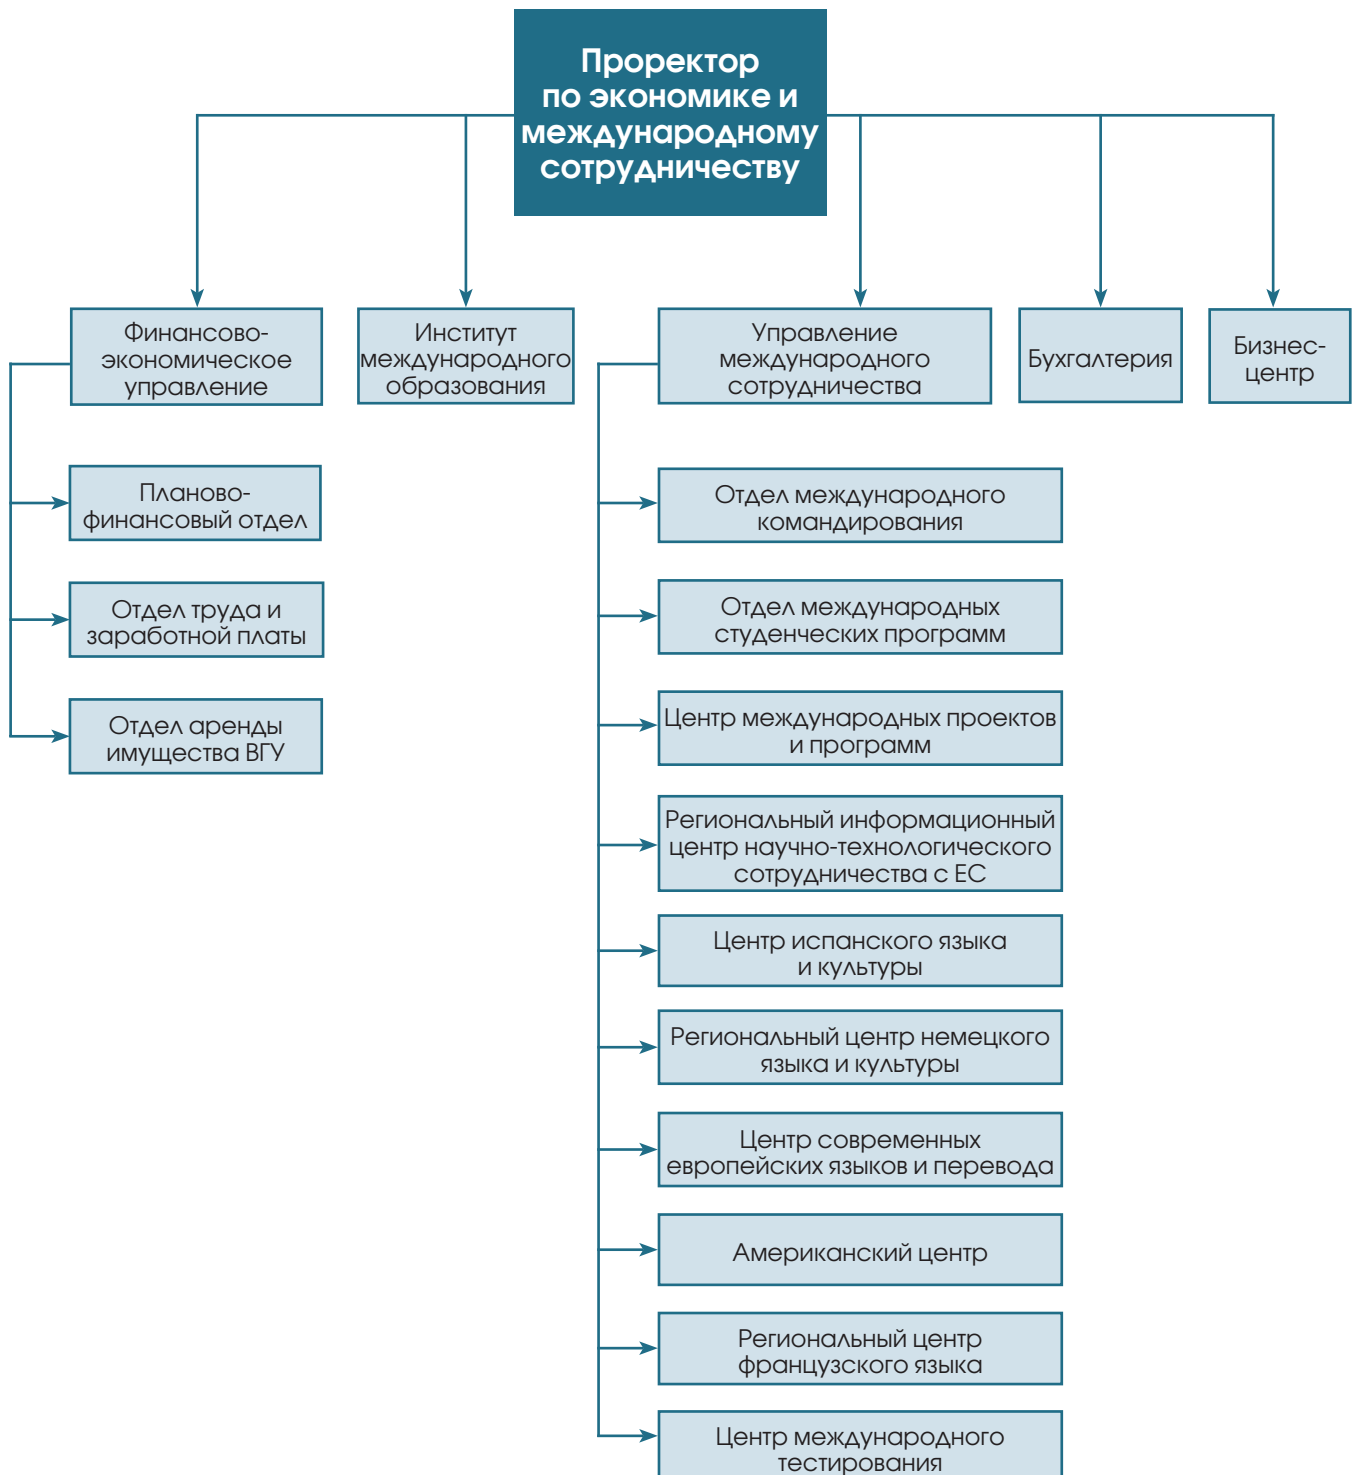 Проректор
по экономике и
международному
сотрудничеству
Финансово-
экономическое
управление
Институт
международного
образования
Управление
международного
сотрудничества
Бухгалтерия
Бизнес-
центр
Планово-
финансовый отдел
Отдел труда и
заработной платы
Отдел аренды
имущества ВГУ
Отдел международного
командирования
Отдел международных
студенческих программ
Центр международных проектов
и программ
Региональный информационный
центр научно-технологического
сотрудничества с ЕС
Центр испанского языка
и культуры
Региональный центр немецкого
языка и культуры
Центр современных
европейских языков и перевода
Американский центр
Региональный центр
французского языка
Центр международного
тестирования